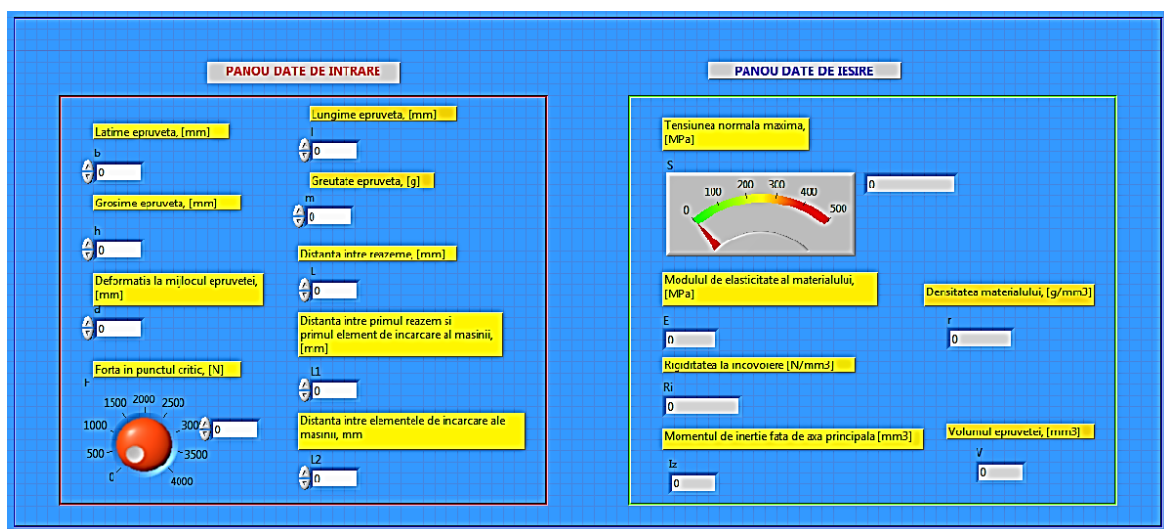 PANOU DATE DE INTRARE
Latime epruveta, [mm]
b
0
Grosime epruveta, [mm]
h
0
Deformatia la mijlocul epruvetei,
[mm]
d
0
Forta in punctul critic, [N]
F
0
500
1000
1500
2000
2500
300
3500
4000
0
Lungime epruveta, [mm]
l
0
Greutate epruveta, [g]
m
0
Distanta intre reazeme, [mm]
L
0
Distanta intre primul reazem si
primul element de incarcare al masinii,
[mm]
L1
0
Distanta intre elementele de incarcare ale
masinii, mm
L2
0
PANOU DATE DE IESIRE
Tensiunea normala maxima,
[MPa]
S
0
100
200
300
400
500
0
Modulul de elasticitate al materialului,
[MPa]
E
0
Rigiditatea la incovoiere [N/mm3]
Ri
0
Momentul de inertie fata de axa principala [mm3]
Iz
0
Densitatea materialului, [g/mm3]
r
0
Volumul epruvetei, [mm3]
V
0